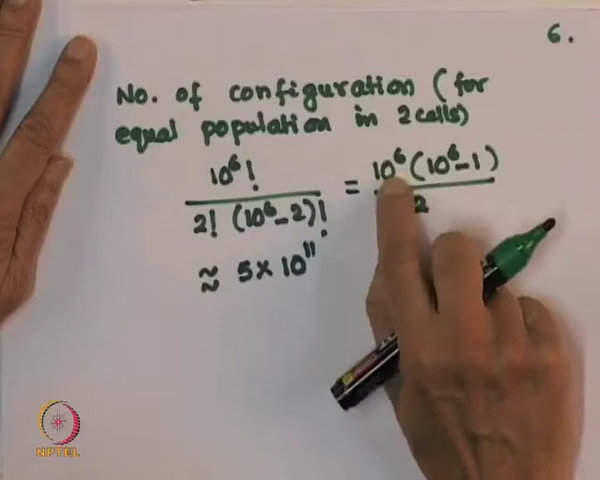 6.
No. of configuration (for
equal population in 2 cells)
10⁶! / 2! (10⁶-2)! = 10⁶(10⁶-1) / 2
≈ 5×10¹¹
NPTEL